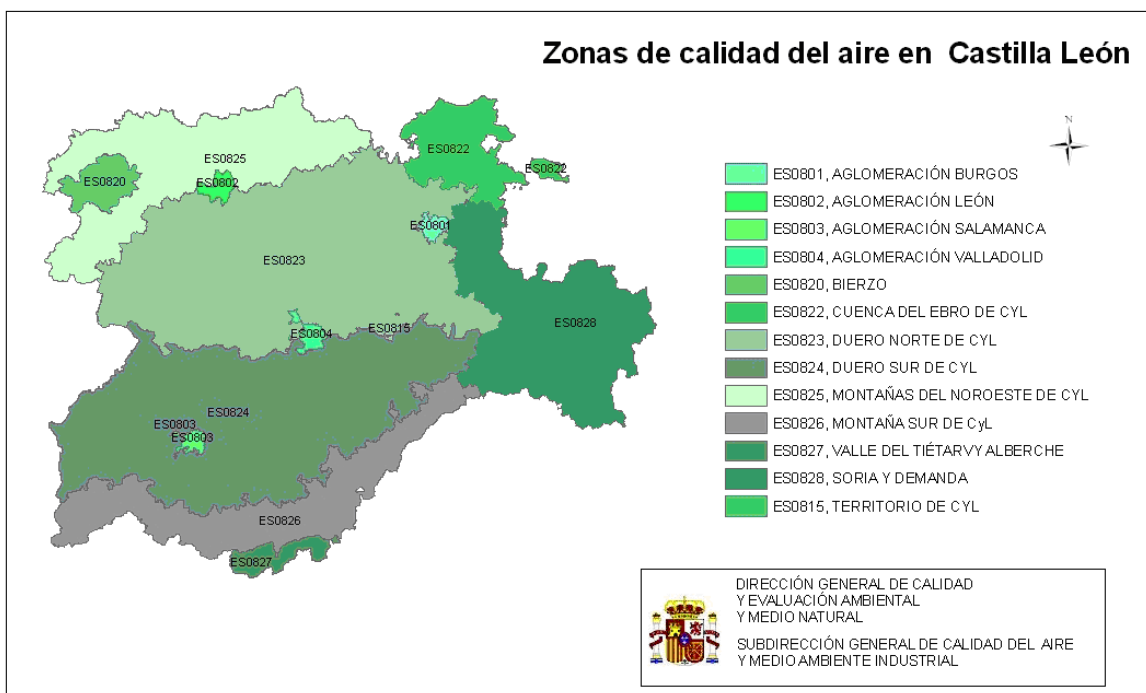 Zonas de calidad del aire en Castilla León
N
ES0825
ES0820
ES0802
ES0822
ES0822
ES0801
ES0823
ES0804
ES0815
ES0828
ES0824
ES0803
ES0803
ES0826
ES0827
ES0801, AGLOMERACIÓN BURGOS
ES0802, AGLOMERACIÓN LEÓN
ES0803, AGLOMERACIÓN SALAMANCA
ES0804, AGLOMERACIÓN VALLADOLID
ES0820, BIERZO
ES0822, CUENCA DEL EBRO DE CYL
ES0823, DUERO NORTE DE CYL
ES0824, DUERO SUR DE CYL
ES0825, MONTAÑAS DEL NOROESTE DE CYL
ES0826, MONTAÑA SUR DE CyL
ES0827, VALLE DEL TIÉTARVY ALBERCHE
ES0828, SORIA Y DEMANDA
ES0815, TERRITORIO DE CYL
DIRECCIÓN GENERAL DE CALIDAD
Y EVALUACIÓN AMBIENTAL
Y MEDIO NATURAL
SUBDIRECCIÓN GENERAL DE CALIDAD DEL AIRE
Y MEDIO AMBIENTE INDUSTRIAL